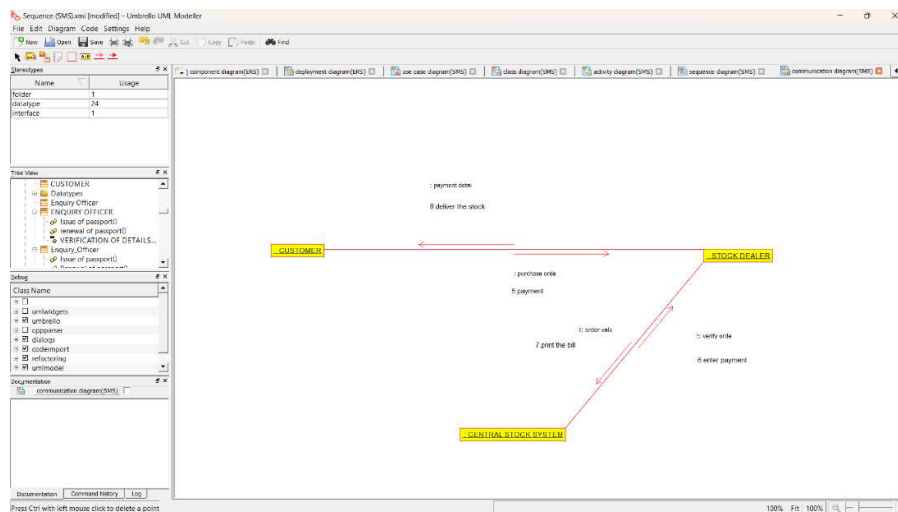 Sequence (SMS).xmi [modified] – Umbrello UML Modeller
File Edit Diagram Code Settings Help
New Open Save Cut Copy Paste Find
Stereotypes
Name Usage
folder 1
datatype 24
interface 1
component diagram(ERS) deployment diagram(ERS) use case diagram(SMS) class diagram(SMS) activity diagram(SMS) sequence diagram(SMS) communication diagram(SMS)
Tree View
CUSTOMER
Datatypes
Enquiry Officer
ENQUIRY OFFICER
Issue of passport()
renewal of passport()
VERIFICATION OF DETAILS...
Enquiry_Officer
Issue of passport()
Debug
Class Name
umlwidgets
umbrello
cppparser
dialogs
codeimport
refactoring
umlmodel
Documentation
communication diagram(SMS)
Documentation Command history Log
Press Ctrl with left mouse click to delete a point
: payment detai
8 deliver the stock
: CUSTOMER
: STOCK DEALER
: purchase orde
5.payment
: order valx
7.print the bill
5: verify orde
6.enter payment
: CENTRAL STOCK SYSTEM
100% Fit 100%